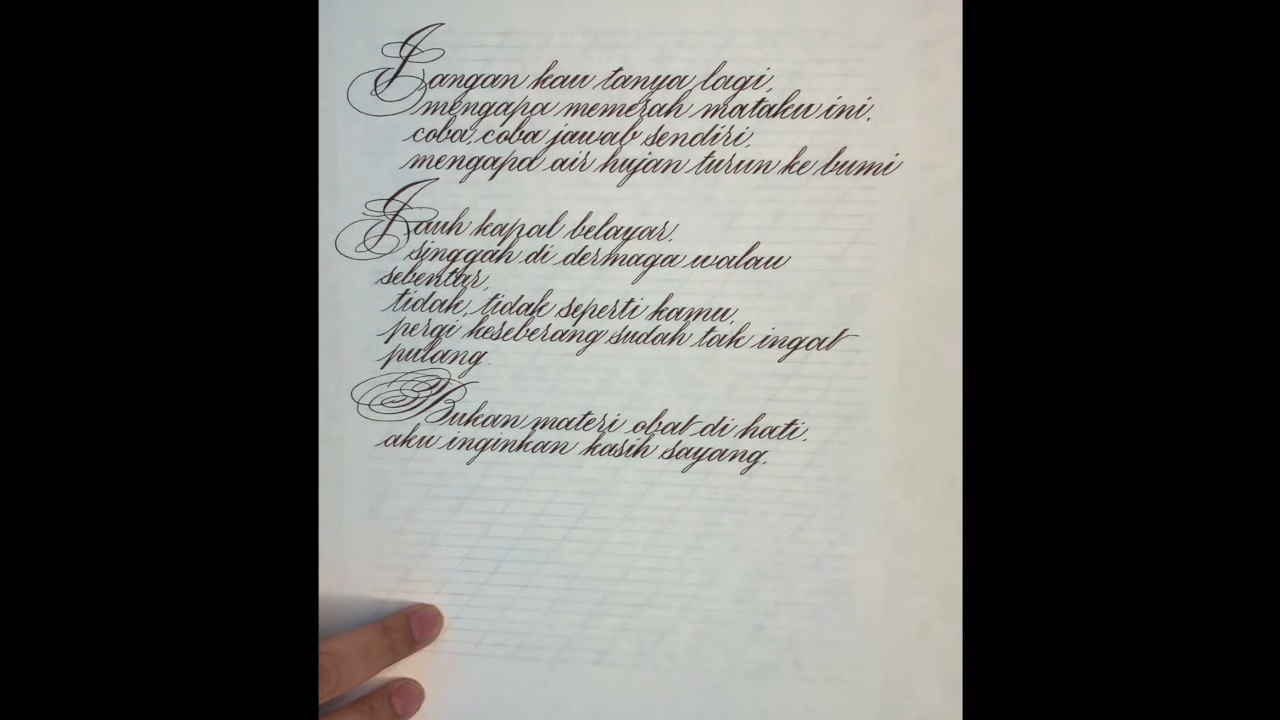 Jangan kau tanya lagi,
mengapa memerah mataku ini.
coba, coba jawab sendiri,
mengapa air hujan turun ke bumi
Jauh kapal belayar,
singgah di dermaga walau
sebentar,
tidak, tidak seperti kamu,
pergi keseberang sudah tak ingat
pulang.
Bukan materi obat di hati,
aku inginkan kasih sayang.